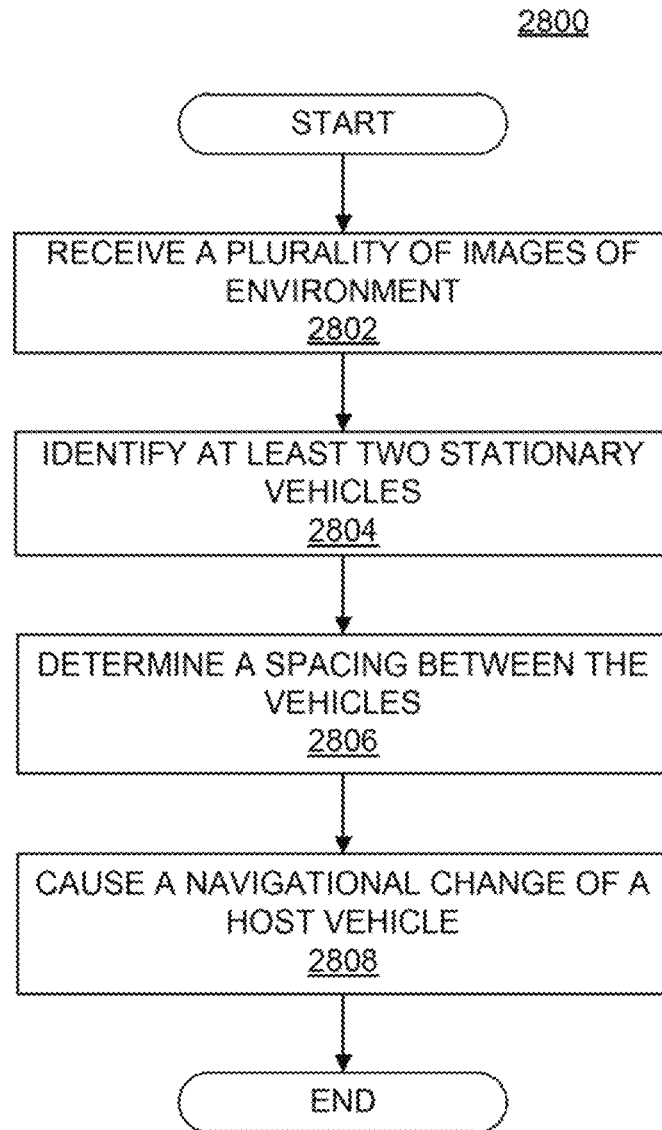 2800
START
RECEIVE A PLURALITY OF IMAGES OF
ENVIRONMENT
2802
IDENTIFY AT LEAST TWO STATIONARY
VEHICLES
2804
DETERMINE A SPACING BETWEEN THE
VEHICLES
2806
CAUSE A NAVIGATIONAL CHANGE OF A
HOST VEHICLE
2808
END